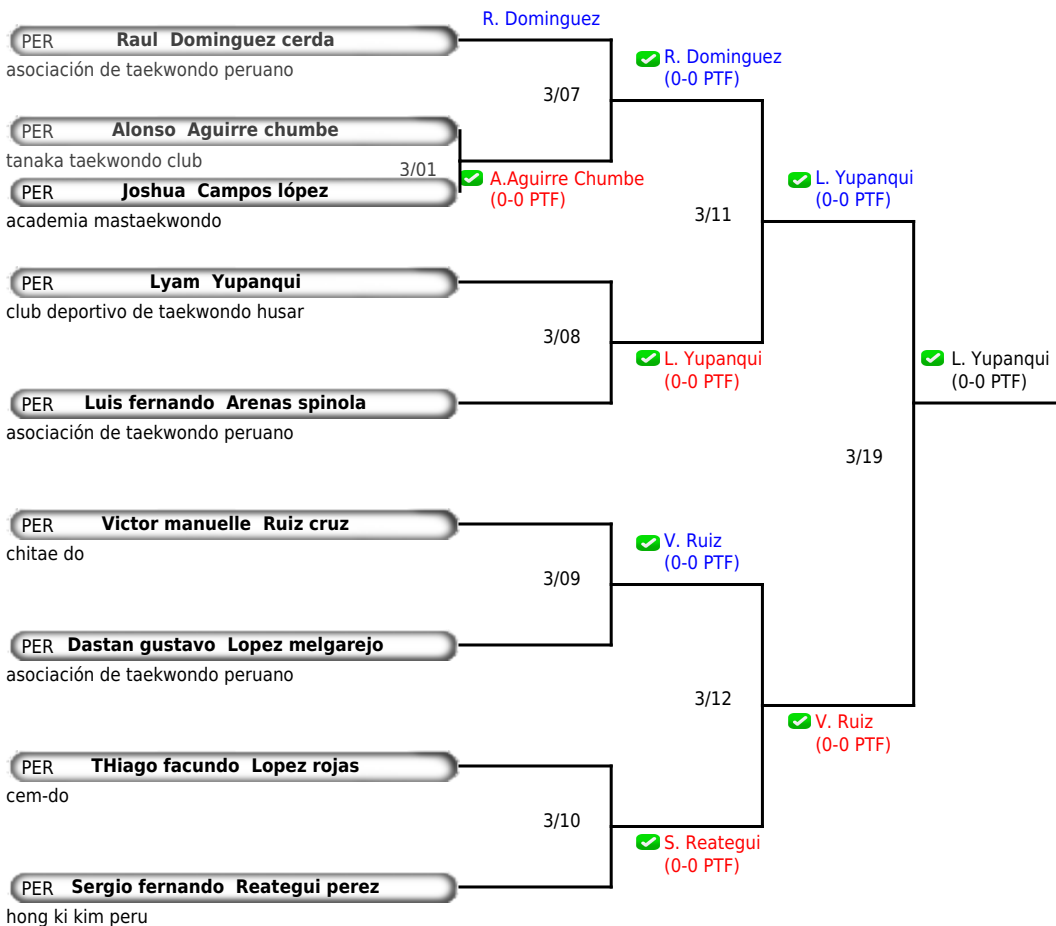 R. Dominguez
PER Raul Dominguez cerda
asociación de taekwondo peruano
R. Dominguez
(0-0 PTF)
3/07
PER Alonso Aguirre chumbe
tanaka taekwondo club
3/01
A.Aguirre Chumbe
(0-0 PTF)
PER Joshua Campos lópez
academia mastaekwondo
L. Yupanqui
(0-0 PTF)
3/11
PER Lyam Yupanqui
club deportivo de taekwondo husar
3/08
L. Yupanqui
(0-0 PTF)
L. Yupanqui
(0-0 PTF)
PER Luis fernando Arenas spinola
asociación de taekwondo peruano
3/19
PER Victor manuelle Ruiz cruz
chitae do
V. Ruiz
(0-0 PTF)
3/09
PER Dastan gustavo Lopez melgarejo
asociación de taekwondo peruano
3/12
V. Ruiz
(0-0 PTF)
PER THiago facundo Lopez rojas
cem-do
3/10
S. Reategui
(0-0 PTF)
PER Sergio fernando Reategui perez
hong ki kim peru